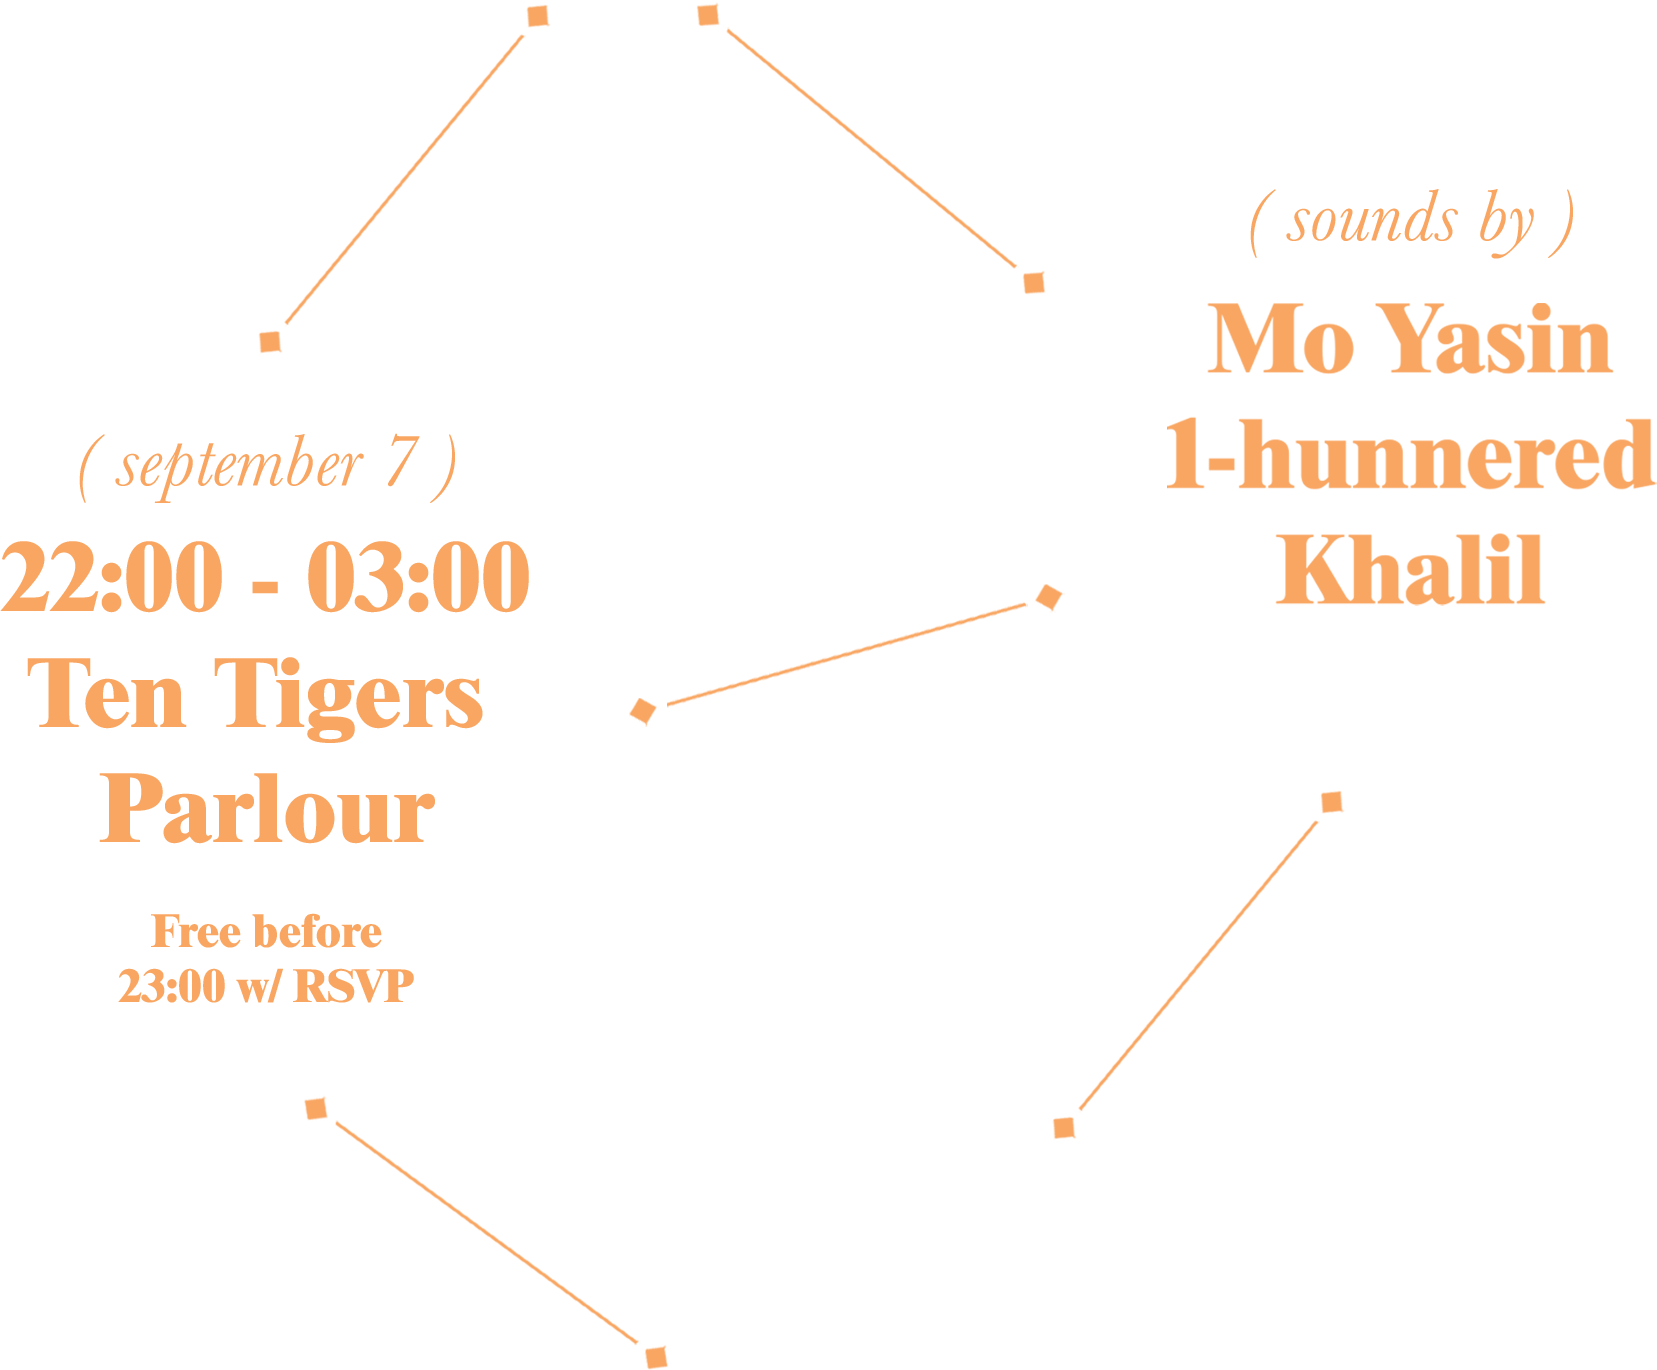 ( september 7 )
22:00 - 03:00
Ten Tigers
Parlour
Free before
23:00 w/ RSVP
( sounds by )
Mo Yasin
1-hunnered
Khalil